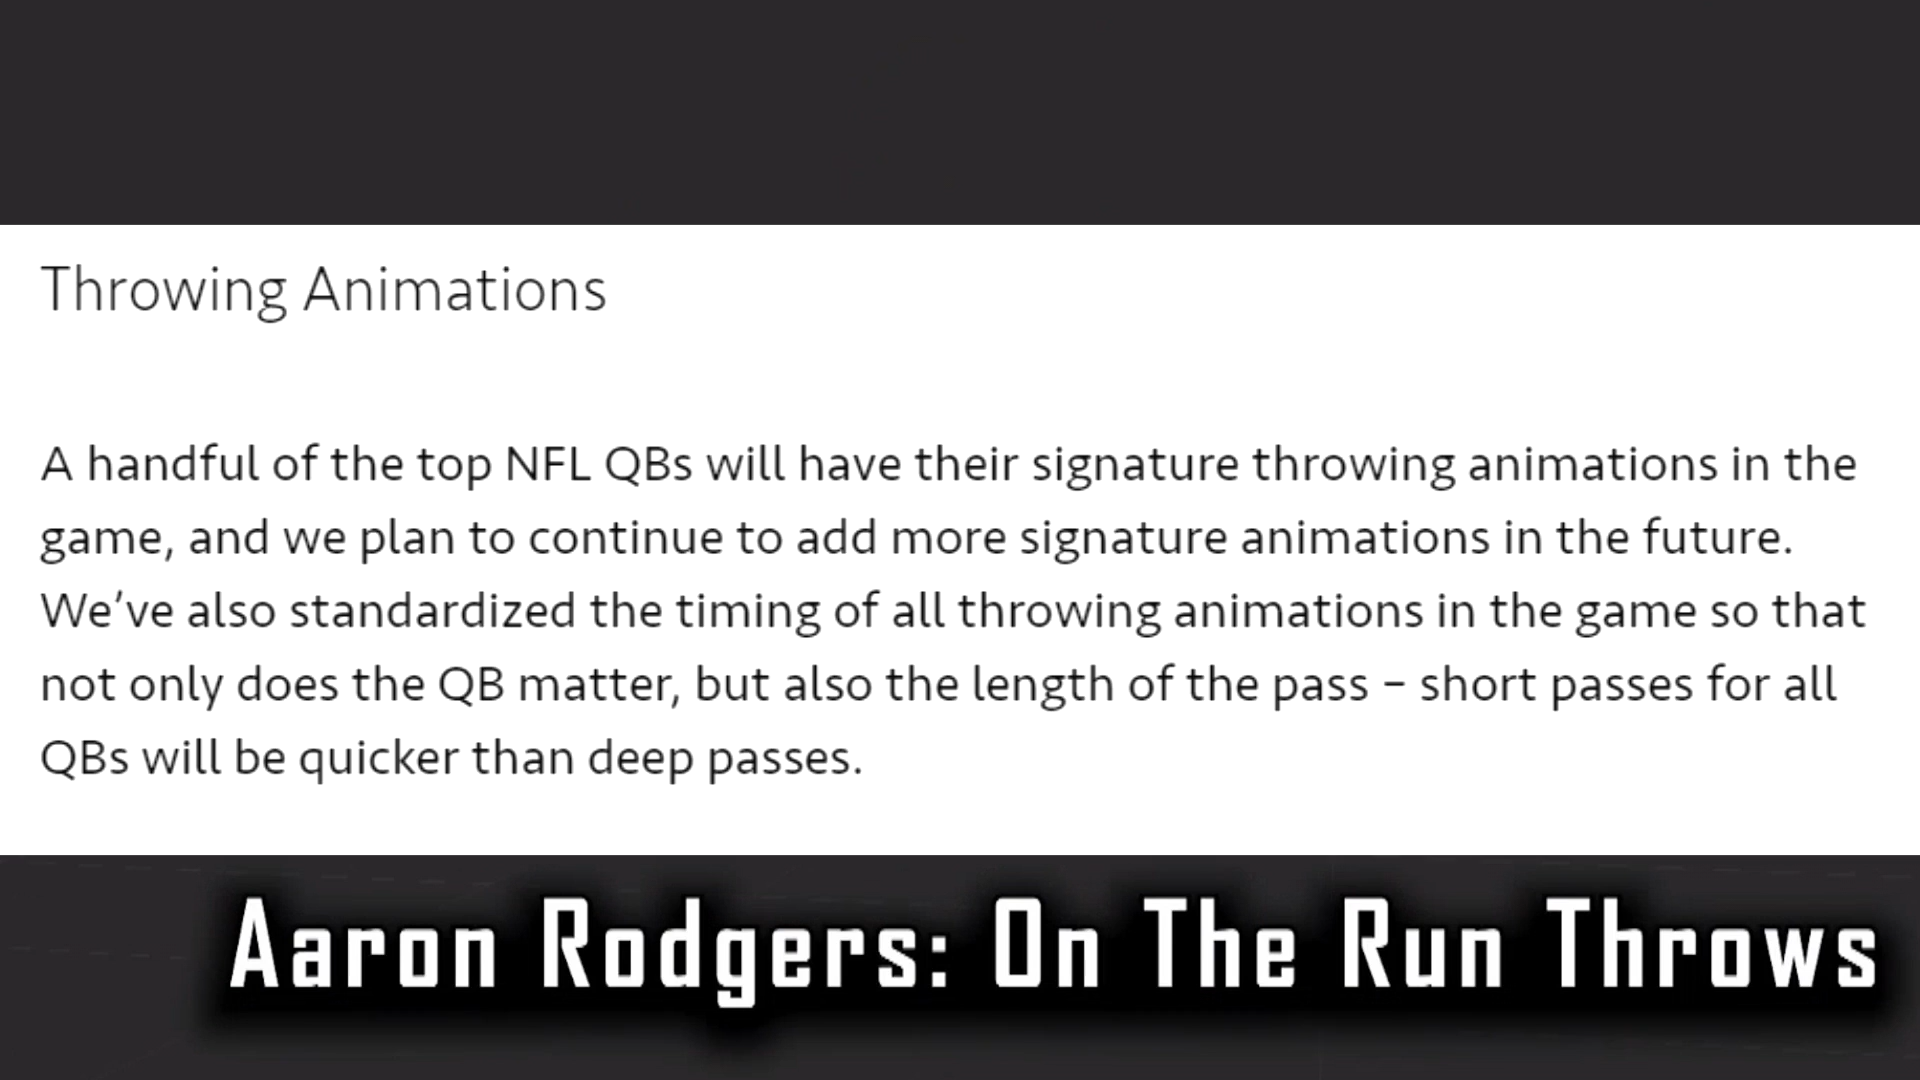 Throwing Animations
A handful of the top NFL QBs will have their signature throwing animations in the
game, and we plan to continue to add more signature animations in the future.
We’ve also standardized the timing of all throwing animations in the game so that
not only does the QB matter, but also the length of the pass – short passes for all
QBs will be quicker than deep passes.
Aaron Rodgers: On The Run Throws